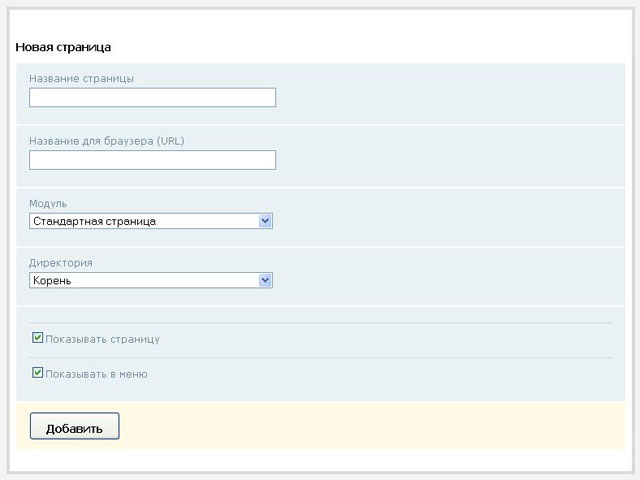 Новая страница
Название страницы
Название для браузера (URL)
Модуль
Стандартная страница
Директория
Корень
Показывать страницу
Показывать в меню
Добавить